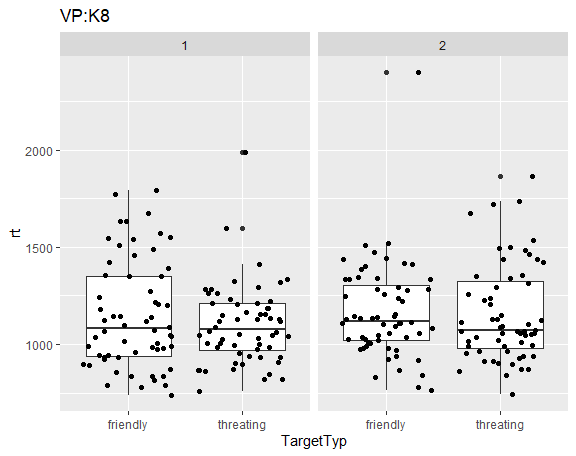 VP:K8
1
2
rt
2000
1500
1000
friendly
threating
friendly
threating
TargetTyp